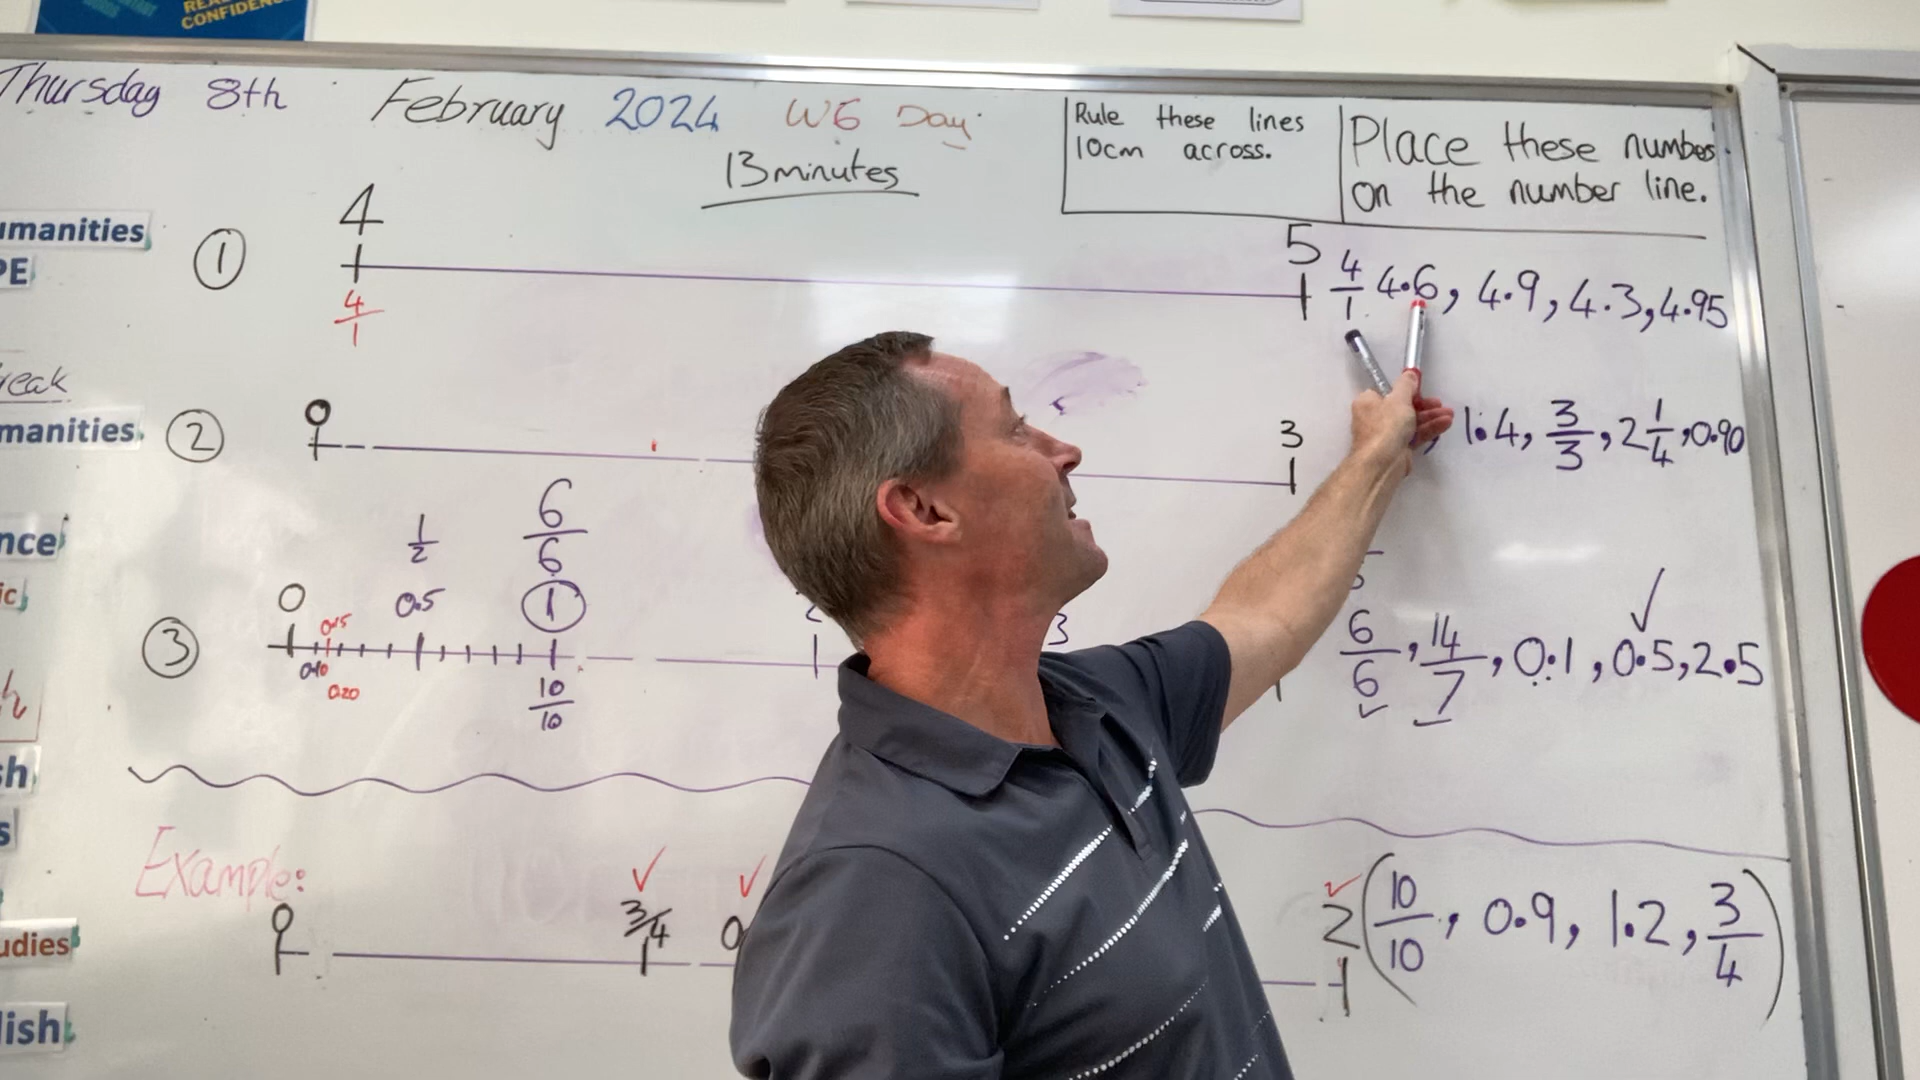 CONFIDEN
Thursday 8th February 2024 W6 Day
13 minutes
Rule these lines
10cm across.
Place these numbers
on the number line.
umanities
PE
reak
manities
nce
ic
h
sh
s
udies
lish
① 4 5 4/1 4.6, 4.9, 4.3, 4.95
4/1
② 0 3 , 1.4, 3/3, 2 1/4, 0.90
1/2 6/6
③ 0 0.15 0.5 1 3 6/6, 14/7, 0.1, 0.5, 2.5
0.10 0.20 10/10
Example:
0 3/4 2 (10/10, 0.9, 1.2, 3/4)